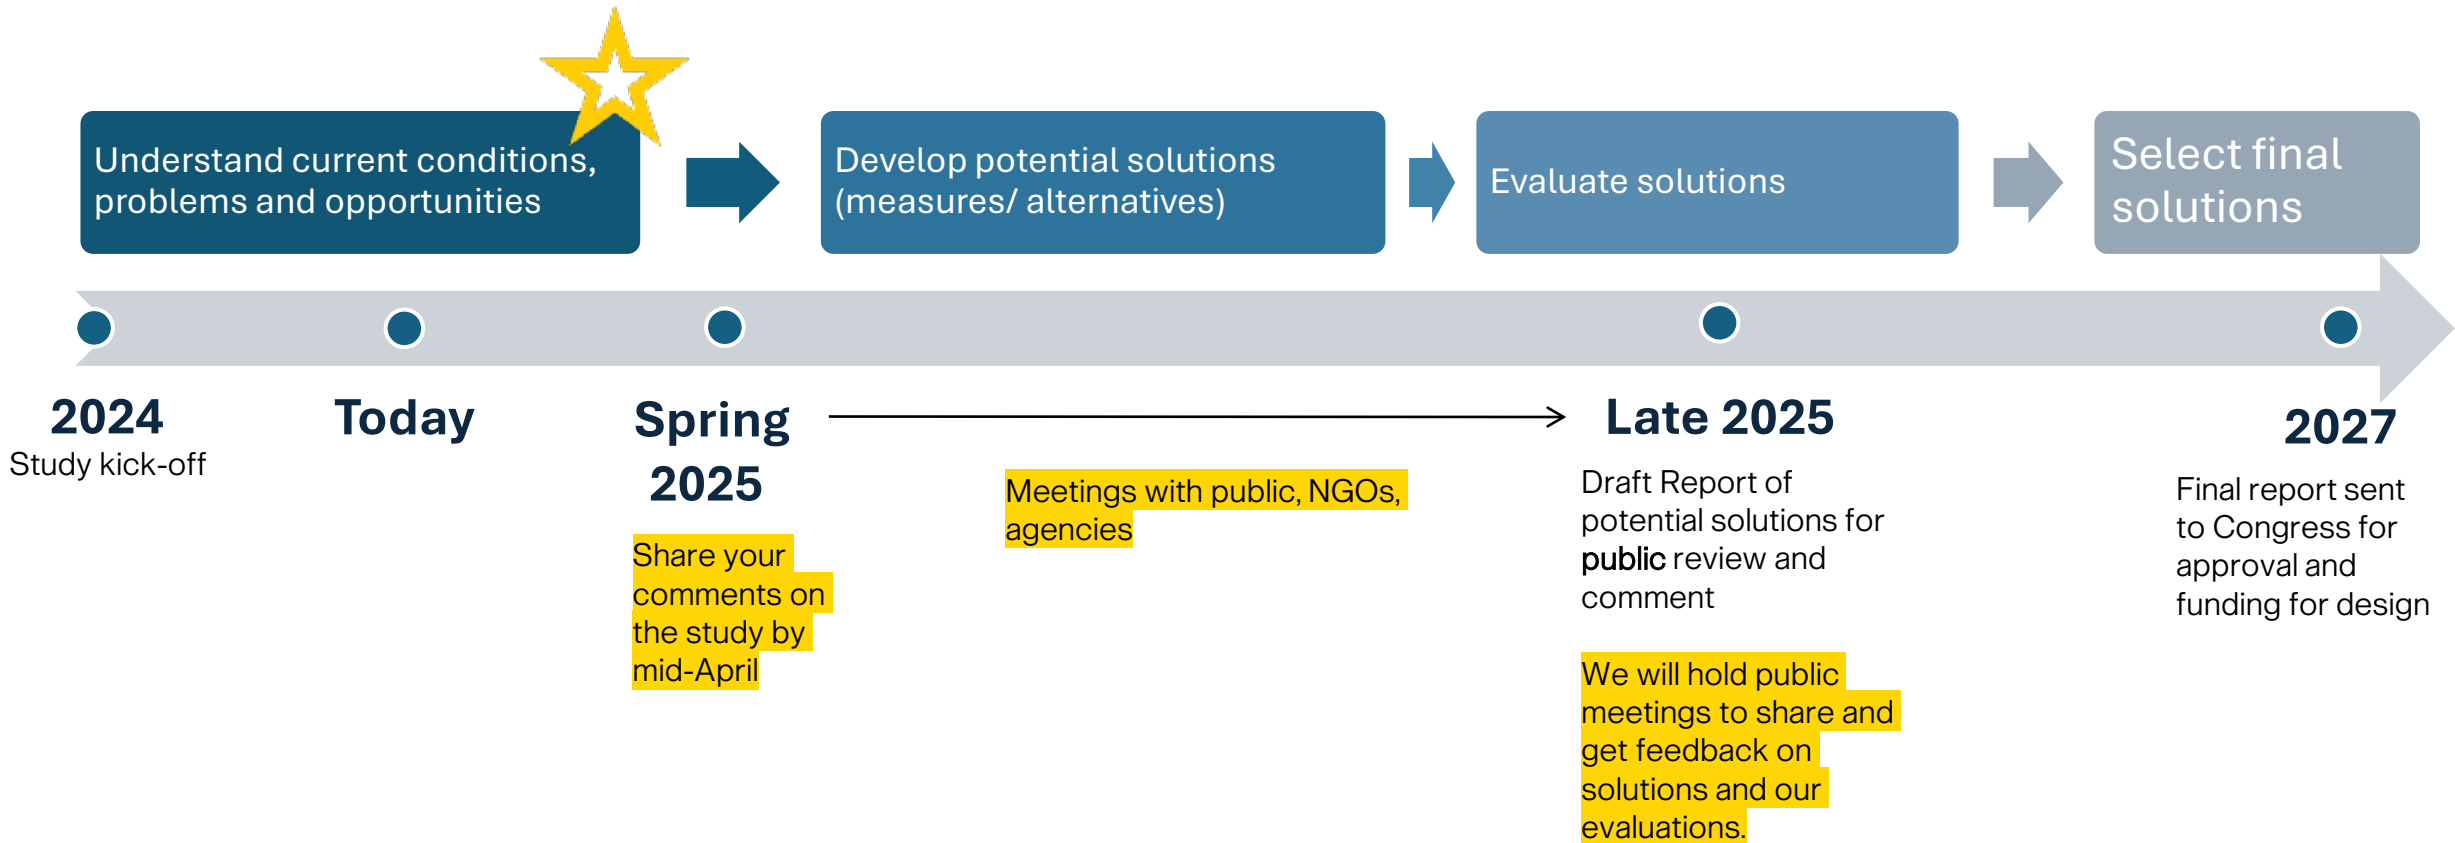 Understand current conditions,
problems and opportunities
Develop potential solutions
(measures/ alternatives)
Evaluate solutions
Select final
solutions
2024
Study kick-off
Today
Spring
2025
Share your
comments on
the study by
mid-April
Meetings with public, NGOs,
agencies
Late 2025
Draft Report of
potential solutions for
public review and
comment
We will hold public
meetings to share and
get feedback on
solutions and our
evaluations.
2027
Final report sent
to Congress for
approval and
funding for design